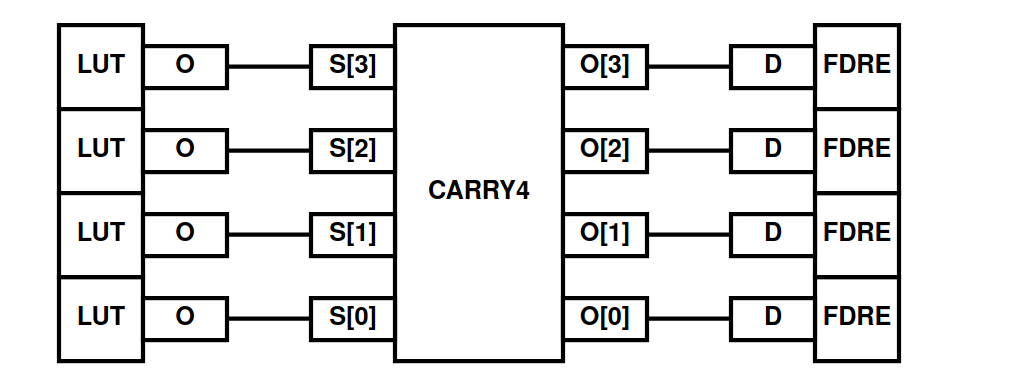 LUT O S[3] O[3] D FDRE
LUT O S[2] O[2] D FDRE
CARRY4
LUT O S[1] O[1] D FDRE
LUT O S[0] O[0] D FDRE